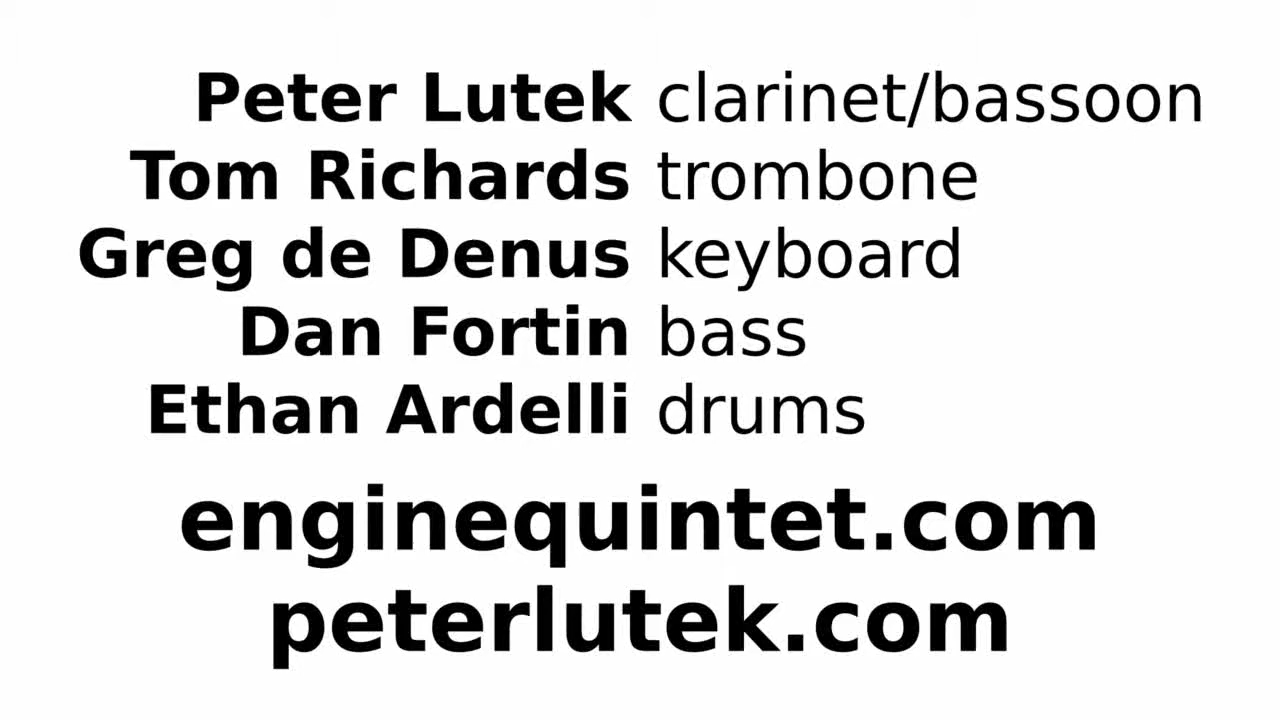 Peter Lutek clarinet/bassoon
Tom Richards trombone
Greg de Denus keyboard
Dan Fortin bass
Ethan Ardelli drums
enginequintet.com
peterlutek.com